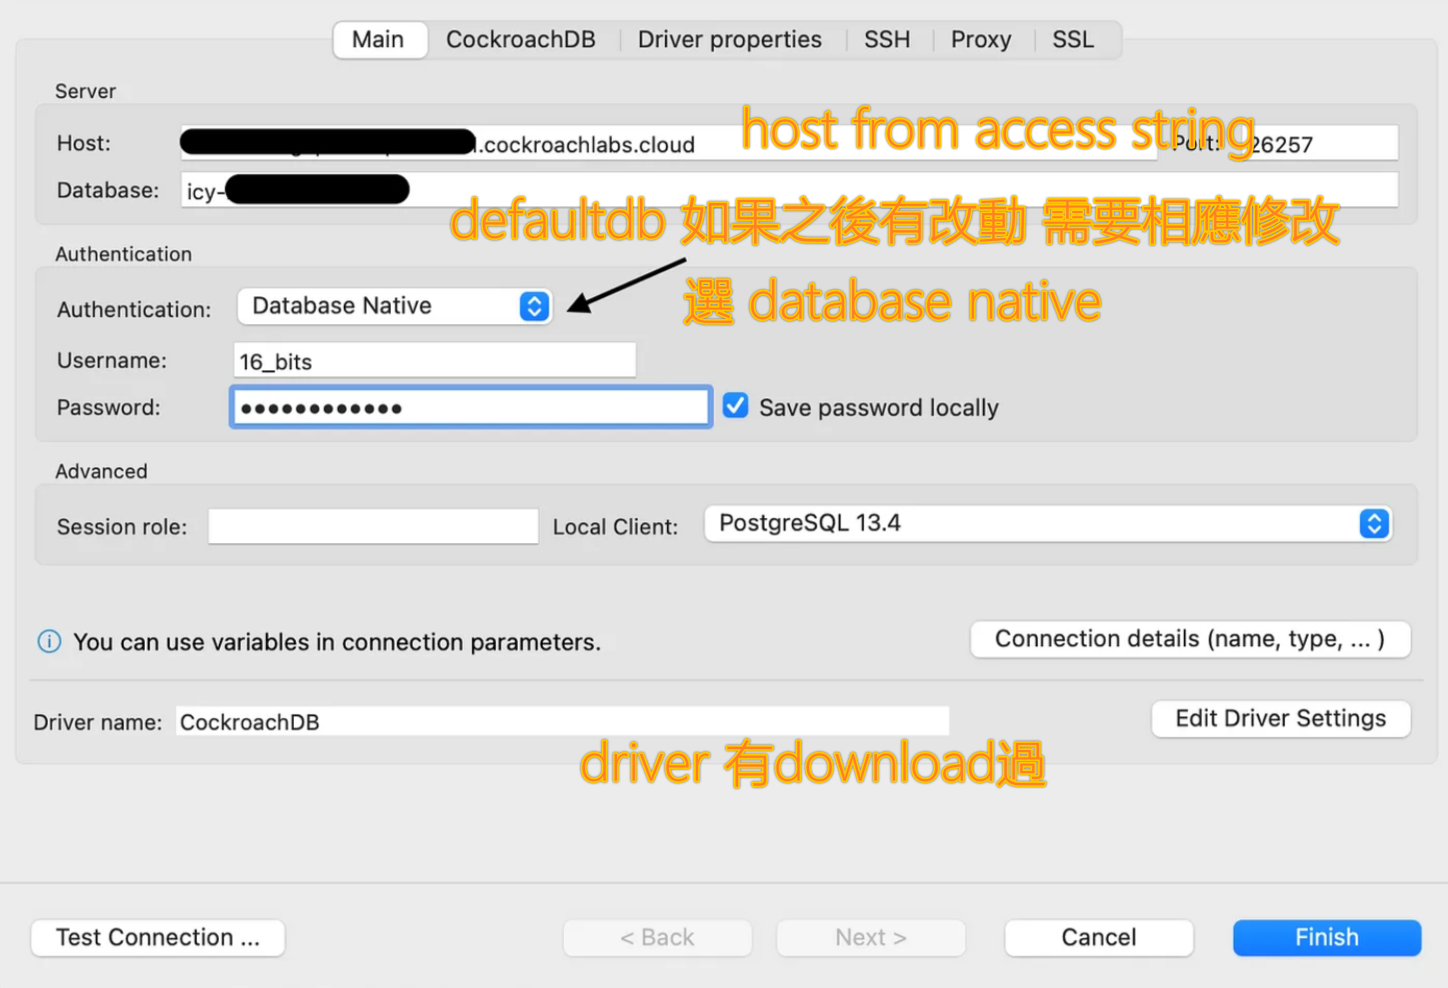 Main CockroachDB Driver properties SSH Proxy SSL
Server
Host: .cockroachlabs.cloud host from access string Port: 26257
Database: icy-
defaultdb 如果之後有改動 需要相應修改
Authentication
選 database native
Authentication: Database Native
Username: 16_bits
Password: ●●●●●●●●●●●● Save password locally
Advanced
Session role: Local Client: PostgreSQL 13.4
You can use variables in connection parameters. Connection details (name, type, ... )
Driver name: CockroachDB Edit Driver Settings
driver 有download過
Test Connection ... < Back Next > Cancel Finish